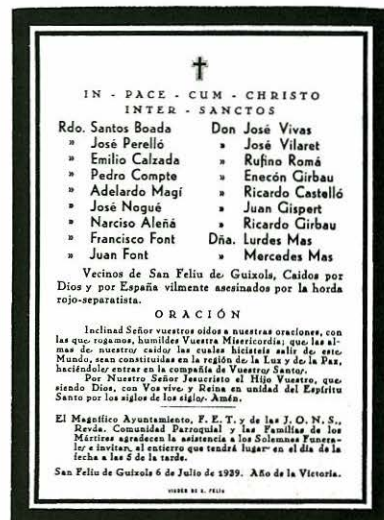 IN - PACE - CUM - CHRISTO
INTER - SANCTOS
Rdo. Santos Boada
» José Perelló
» Emilio Calzada
» Pedro Compte
» Adelardo Magí
» José Nogué
» Narciso Aleñá
» Francisco Font
» Juan Font
Don José Vivas
» José Vilaret
» Rufino Romá
» Enecón Girbau
» Ricardo Castelló
» Juan Gispert
» Ricardo Girbau
Dña. Lurdes Mas
» Mercedes Mas
Vecinos de San Feliu de Guixols, Caidos por
Dios y por España vilmente asesinados por la horda
rojo-separatista.
ORACIÓN
Inclinad Señor vuestros oidos a nuestras oraciones, con
las que rogamos, humildes Vuestra Misericordia; que las al-
mas de nuestros caidos las cuales hicisteis salir de este
Mundo, sean constituidas en la región de la Luz y de la Paz,
haciéndoles entrar en la compañia de Vuestros Santos.
Por Nuestro Señor Jesucristo el Hijo Vuestro, que
siendo Dios, con Vos vive y Reina en unidad del Espíritu
Santo por los siglos de los siglos. Amén.
El Magnífico Ayuntamiento, F. E. T. y de las J. O. N. S.,
Revda. Comunidad Parroquial y las Familias de los
Mártires agradecen la asistencia a los Solemnes Funera-
les e invitan, al entierro que tendrá lugar en el día de la
fecha a las 5 de la tarde.
San Feliu de Guixols 6 de Julio de 1939. Año de la Victoria.